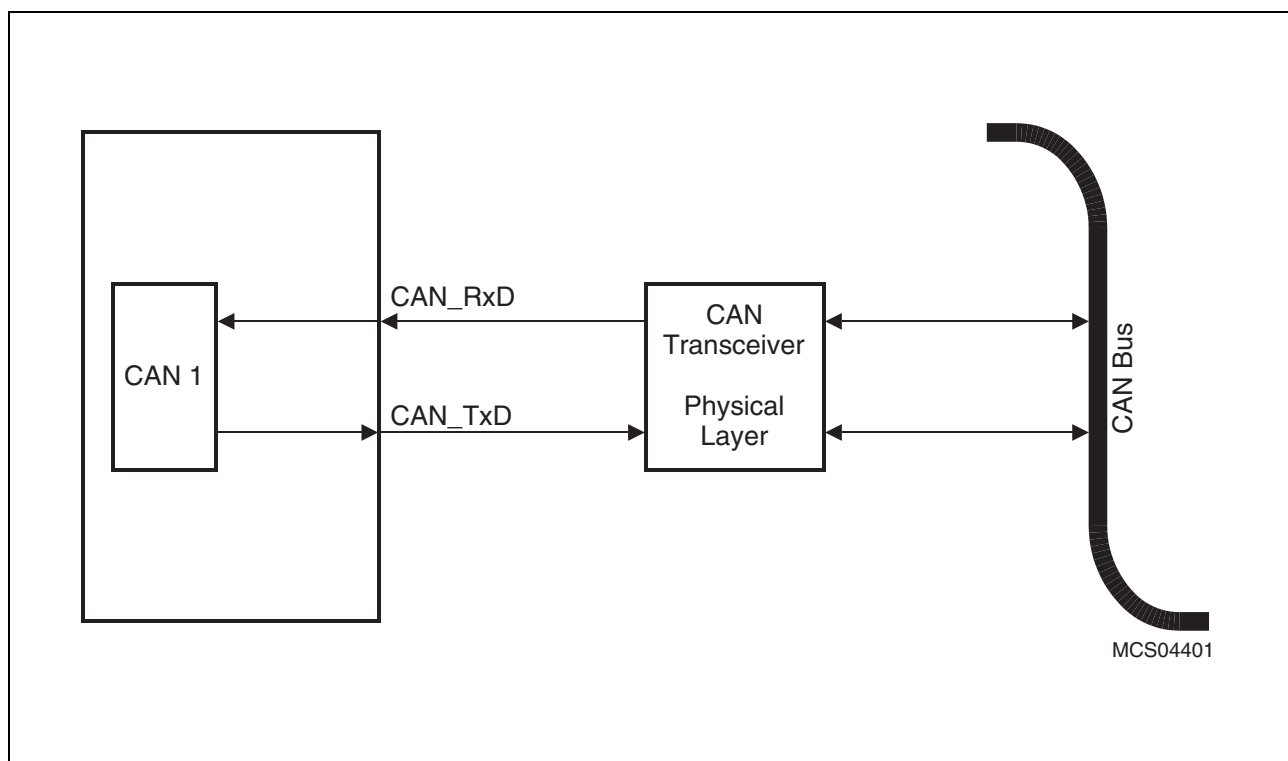 CAN 1
CAN_RxD
CAN_TxD
CAN
Transceiver
Physical
Layer
CAN Bus
MCS04401